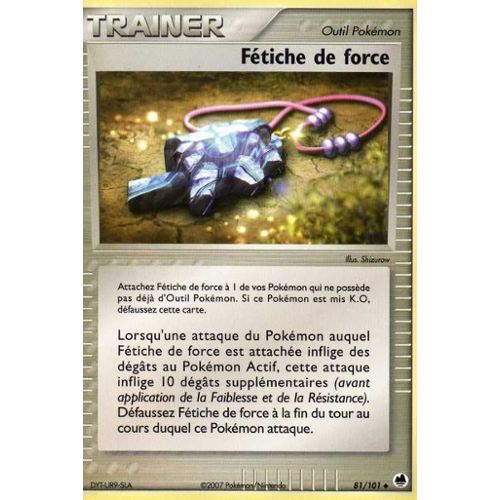 TRAINER
Outil Pokémon
Fétiche de force
Illus. Shizurow
Attachez Fétiche de force à 1 de vos Pokémon qui ne possède
pas déjà d'Outil Pokémon. Si ce Pokémon est mis K.O,
défaussez cette carte.
Lorsqu'une attaque du Pokémon auquel
Fétiche de force est attachée inflige des
dégâts au Pokémon Actif, cette attaque
inflige 10 dégâts supplémentaires (avant
application de la Faiblesse et de la Résistance).
Défaussez Fétiche de force à la fin du tour au
cours duquel ce Pokémon attaque.
DYT-UR9-SLA
©2007 Pokémon/Nintendo
81/101